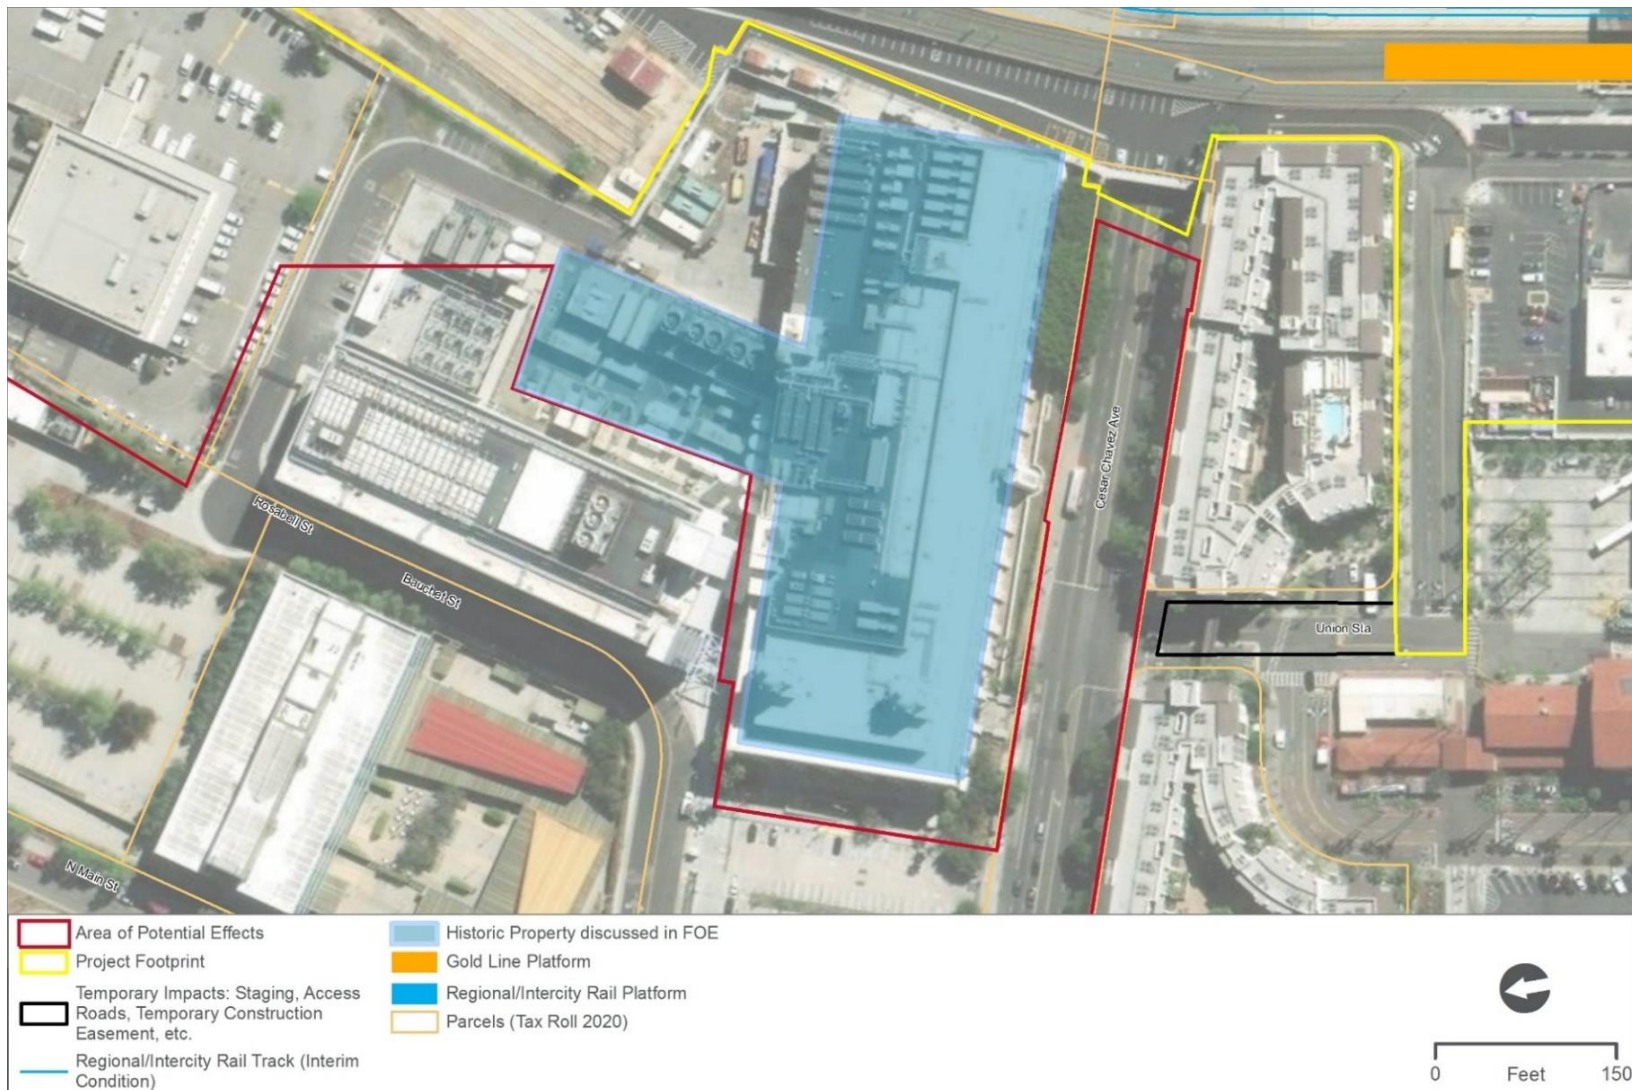 Cesar Chavez Ave
Rosabell St
Bauchet St
Union Sta
N Main St
Area of Potential Effects
Project Footprint
Temporary Impacts: Staging, Access
Roads, Temporary Construction
Easement, etc.
Regional/Intercity Rail Track (Interim
Condition)
Historic Property discussed in FOE
Gold Line Platform
Regional/Intercity Rail Platform
Parcels (Tax Roll 2020)
0 Feet 150